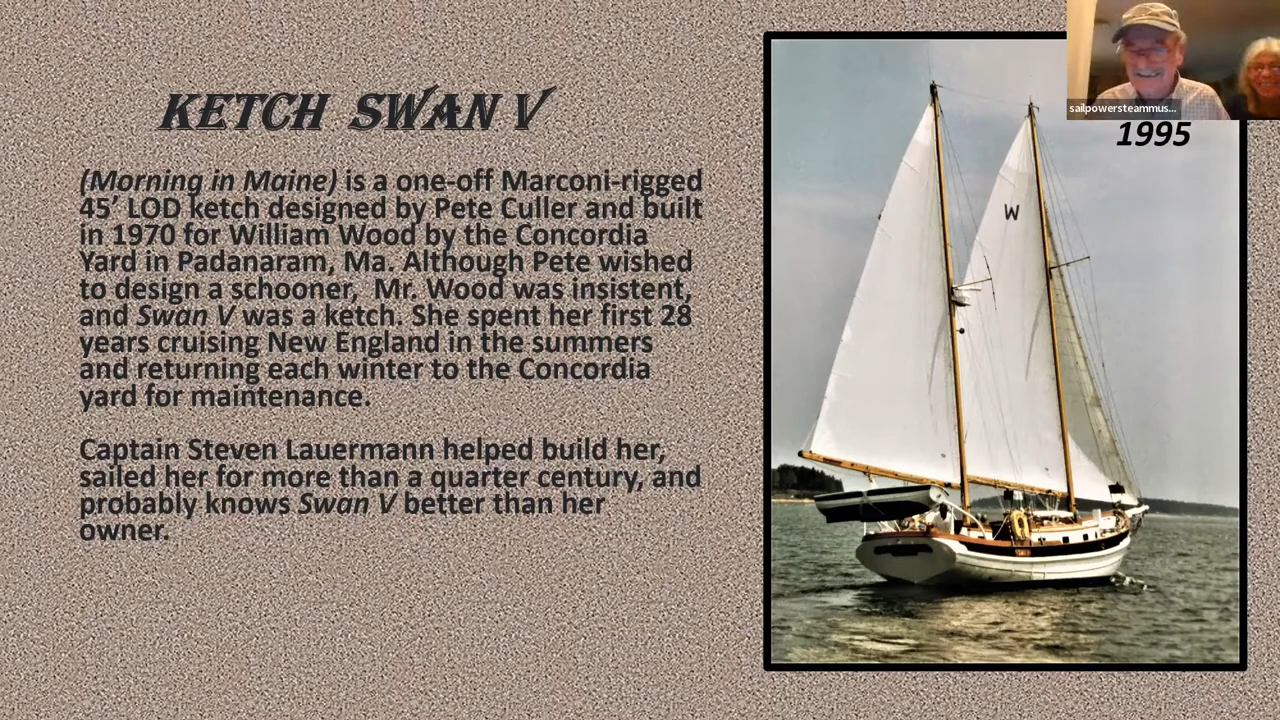 KETCH SWAN V
(Morning in Maine) is a one-off Marconi-rigged
45' LOD ketch designed by Pete Culler and built
in 1970 for William Wood by the Concordia
Yard in Padanaram, Ma. Although Pete wished
to design a schooner,  Mr. Wood was insistent,
and Swan V was a ketch. She spent her first 28
years cruising New England in the summers
and returning each winter to the Concordia
yard for maintenance.
Captain Steven Lauermann helped build her,
sailed her for more than a quarter century, and
probably knows Swan V better than her
owner.
sailpowersteammus...
1995
W